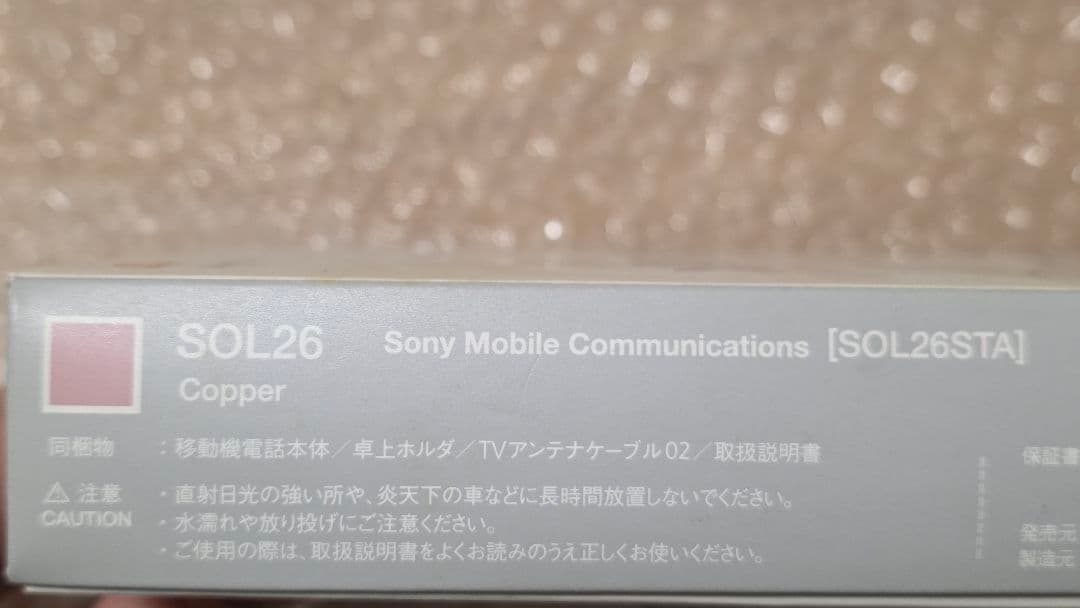 SOL26 Sony Mobile Communications [SOL26STA]
Copper
同梱物 : 移動機電話本体／卓上ホルダ／TVアンテナケーブル02／取扱説明書
保証書
⚠ 注意 ・直射日光の強い所や、炎天下の車などに長時間放置しないでください。
CAUTION ・水濡れや放り投げにご注意ください。
・ご使用の際は、取扱説明書をよくお読みのうえ正しくお使いください。
発売元
製造元